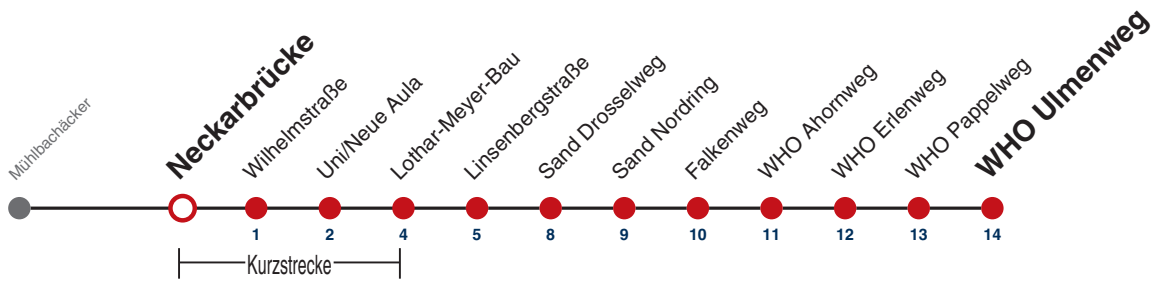 Mühlbachäcker
Neckarbrücke
Wilhelmstraße
Uni/Neue Aula
Lothar-Meyer-Bau
Linsenbergstraße
Sand Drosselweg
Sand Nordring
Falkenweg
WHO Ahornweg
WHO Erlenweg
WHO Pappelweg
WHO Ulmenweg
1 2 4 5 8 9 10 11 12 13 14
Kurzstrecke